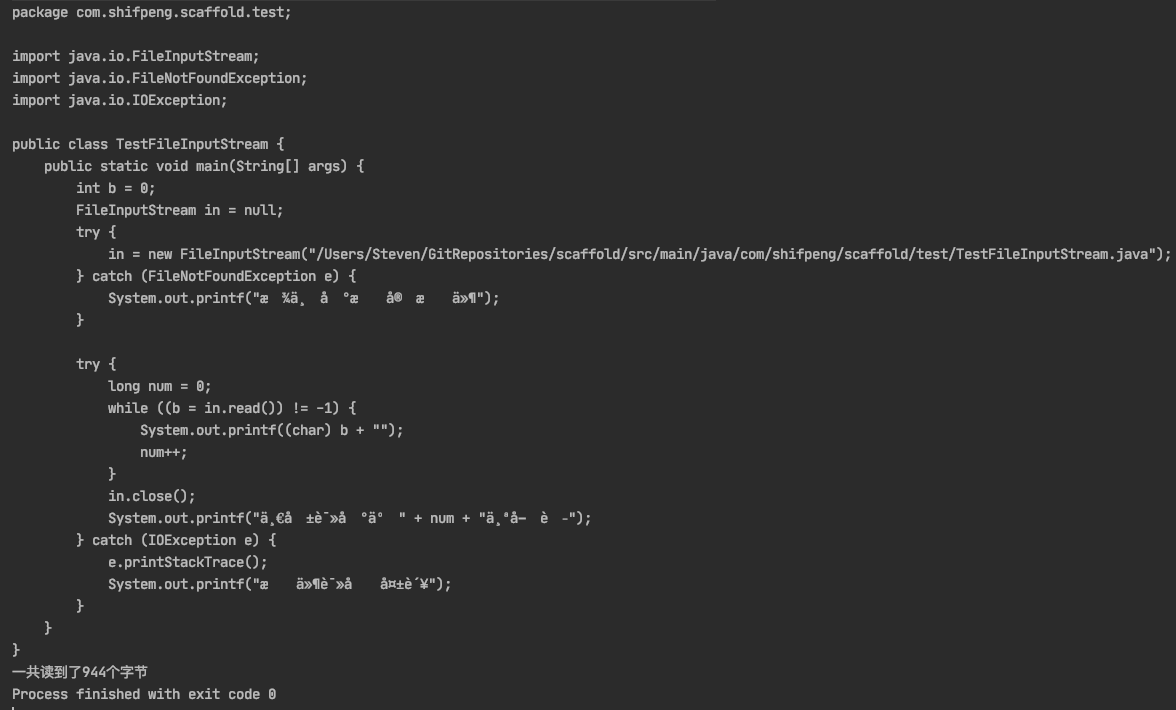 package com.shifpeng.scaffold.test;
import java.io.FileInputStream;
import java.io.FileNotFoundException;
import java.io.IOException;
public class TestFileInputStream {
public static void main(String[] args) {
int b = 0;
FileInputStream in = null;
try {
in = new FileInputStream("/Users/Steven/GitRepositories/scaffold/src/main/java/com/shifpeng/scaffold/test/TestFileInputStream.java");
} catch (FileNotFoundException e) {
System.out.printf("æ ¾ä¸ å °æ å® æ ä»¶");
}
try {
long num = 0;
while ((b = in.read()) != -1) {
System.out.printf((char) b + "");
num++;
}
in.close();
System.out.printf("ä¸€å ±è¯»å °äº " + num + "ä¸ªå­ è ");
} catch (IOException e) {
e.printStackTrace();
System.out.printf("æ ä»¶è¯»å å¤±è´¥");
}
}
}
一共读到了944个字节
Process finished with exit code 0